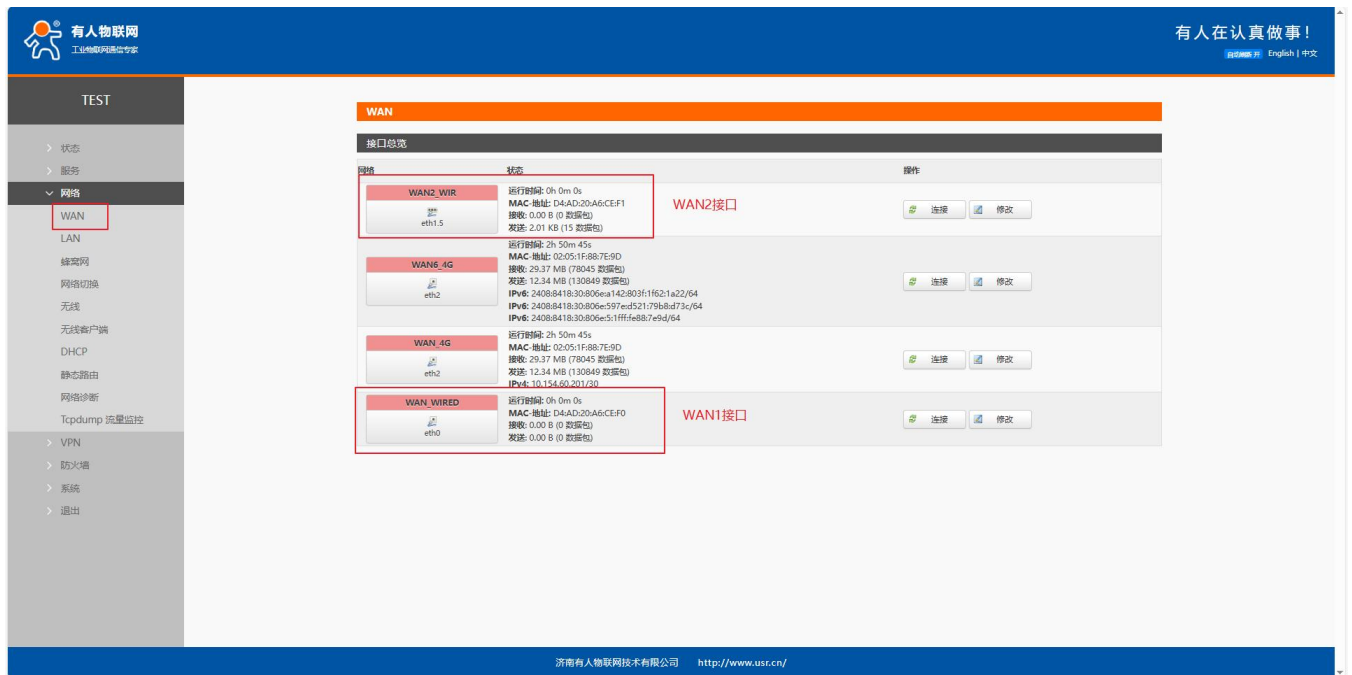 有人物联网
工业物联网通信专家
有人在认真做事!
自动刷新 开 English | 中文
TEST
状态
服务
网络
WAN
LAN
蜂窝网
网络切换
无线
无线客户端
DHCP
静态路由
网络诊断
Tcpdump 流量监控
VPN
防火墙
系统
退出
WAN
接口总览
网络 状态 操作
WAN2_WIR
eth1.5
运行时间: 0h 0m 0s
MAC-地址: D4:AD:20:A6:CE:F1
接收: 0.00 B (0 数据包)
发送: 2.01 KB (15 数据包)
WAN2接口
连接 修改
WAN6_4G
eth2
运行时间: 2h 50m 45s
MAC-地址: 02:05:1F:88:7E:9D
接收: 29.37 MB (78045 数据包)
发送: 12.34 MB (130849 数据包)
IPv6: 2408:8418:30:806e:a142:803f:1f62:1a22/64
IPv6: 2408:8418:30:806e:597e:d521:79b8:d73c/64
IPv6: 2408:8418:30:806e:5:1fff:fe88:7e9d/64
连接 修改
WAN_4G
eth2
运行时间: 2h 50m 45s
MAC-地址: 02:05:1F:88:7E:9D
接收: 29.37 MB (78045 数据包)
发送: 12.34 MB (130849 数据包)
IPv4: 10.154.60.201/30
连接 修改
WAN_WIRED
eth0
运行时间: 0h 0m 0s
MAC-地址: D4:AD:20:A6:CE:F0
接收: 0.00 B (0 数据包)
发送: 0.00 B (0 数据包)
WAN1接口
连接 修改
济南有人物联网技术有限公司 http://www.usr.cn/